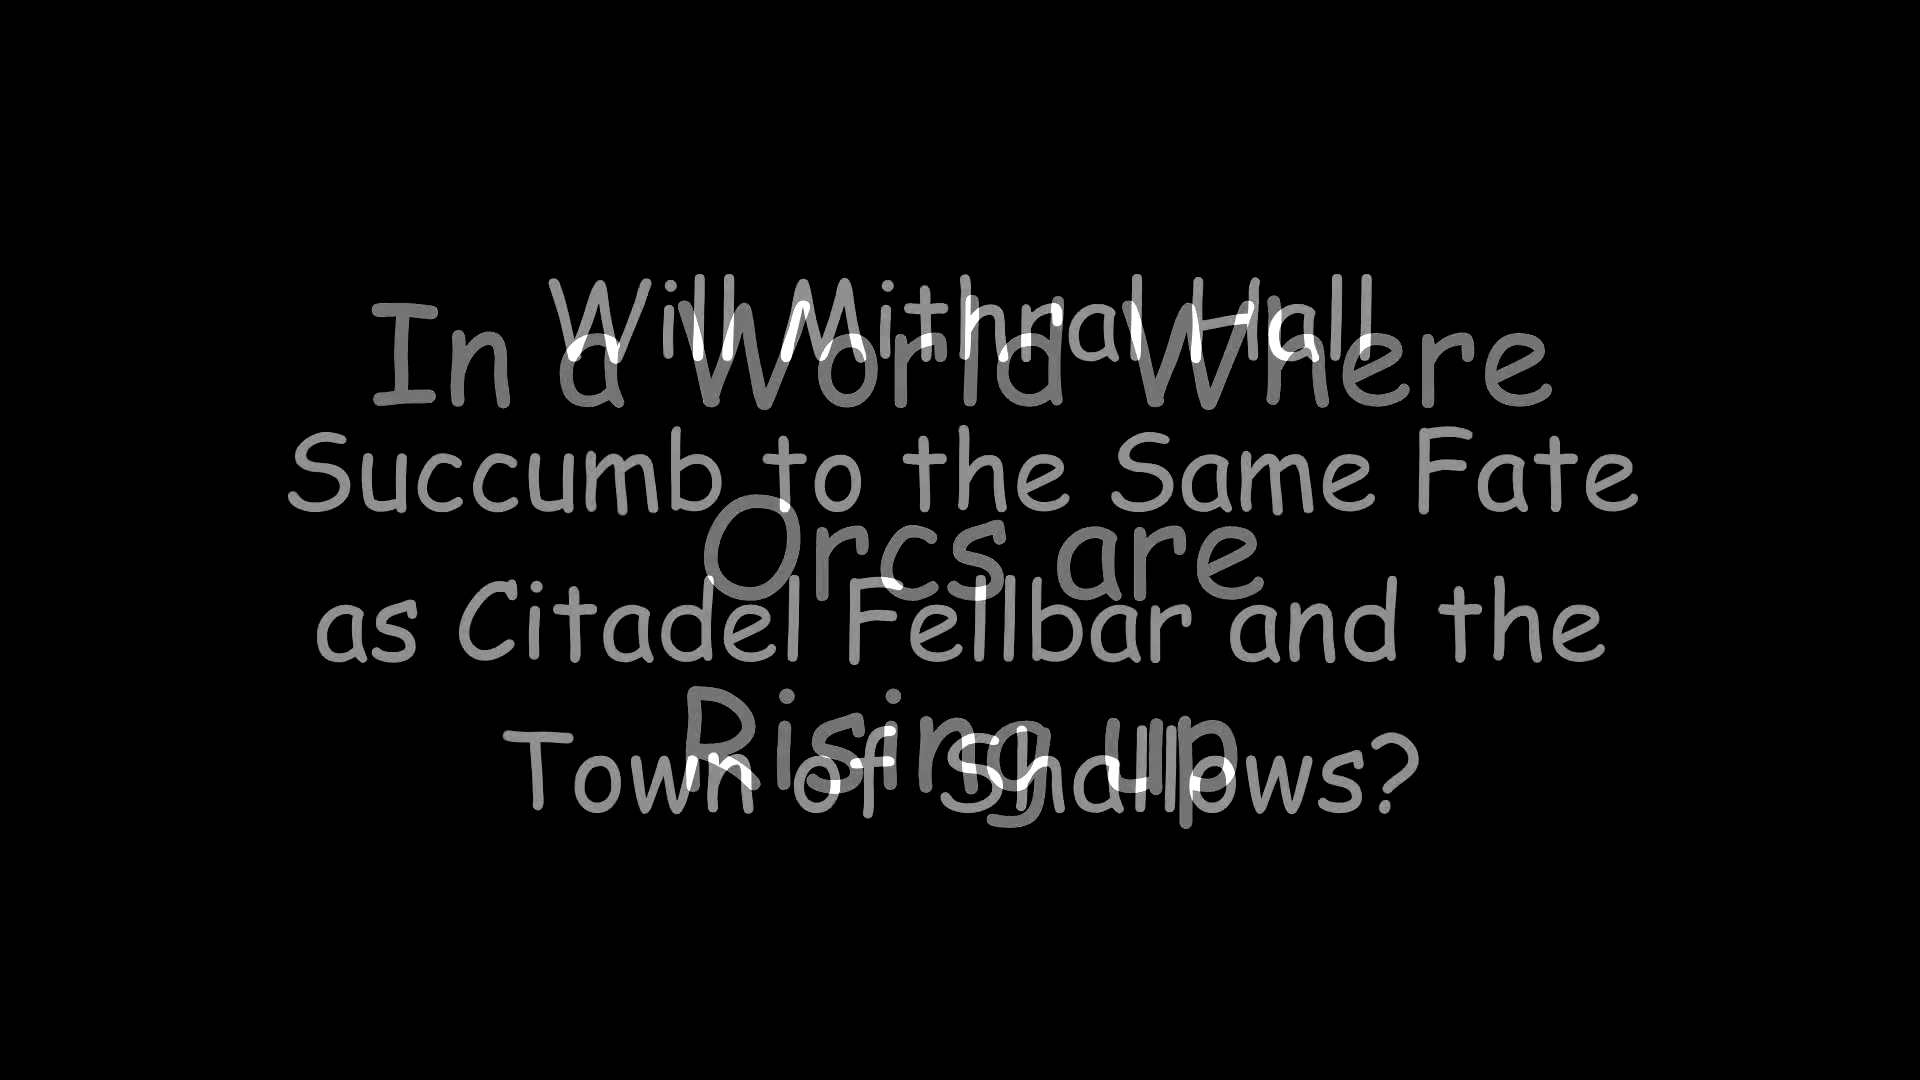 In a World Where
Orcs are
Rising up
Will Mithral Hall
Succumb to the Same Fate
as Citadel Fellbar and the
Town of Shallows?